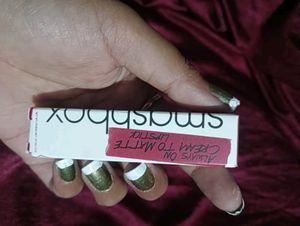 smashbox
ALWAYS ON
CREAM TO MATTE
LIPSTICK